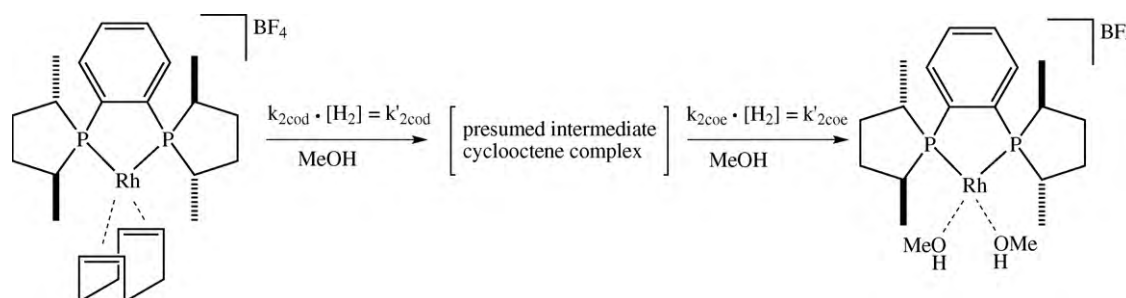 BF₄
P P
Rh
k₂cod • [H₂] = k'₂cod
MeOH
presumed intermediate
cyclooctene complex
k₂coe • [H₂] = k'₂coe
MeOH
BF
P P
Rh
MeO OMe
H H